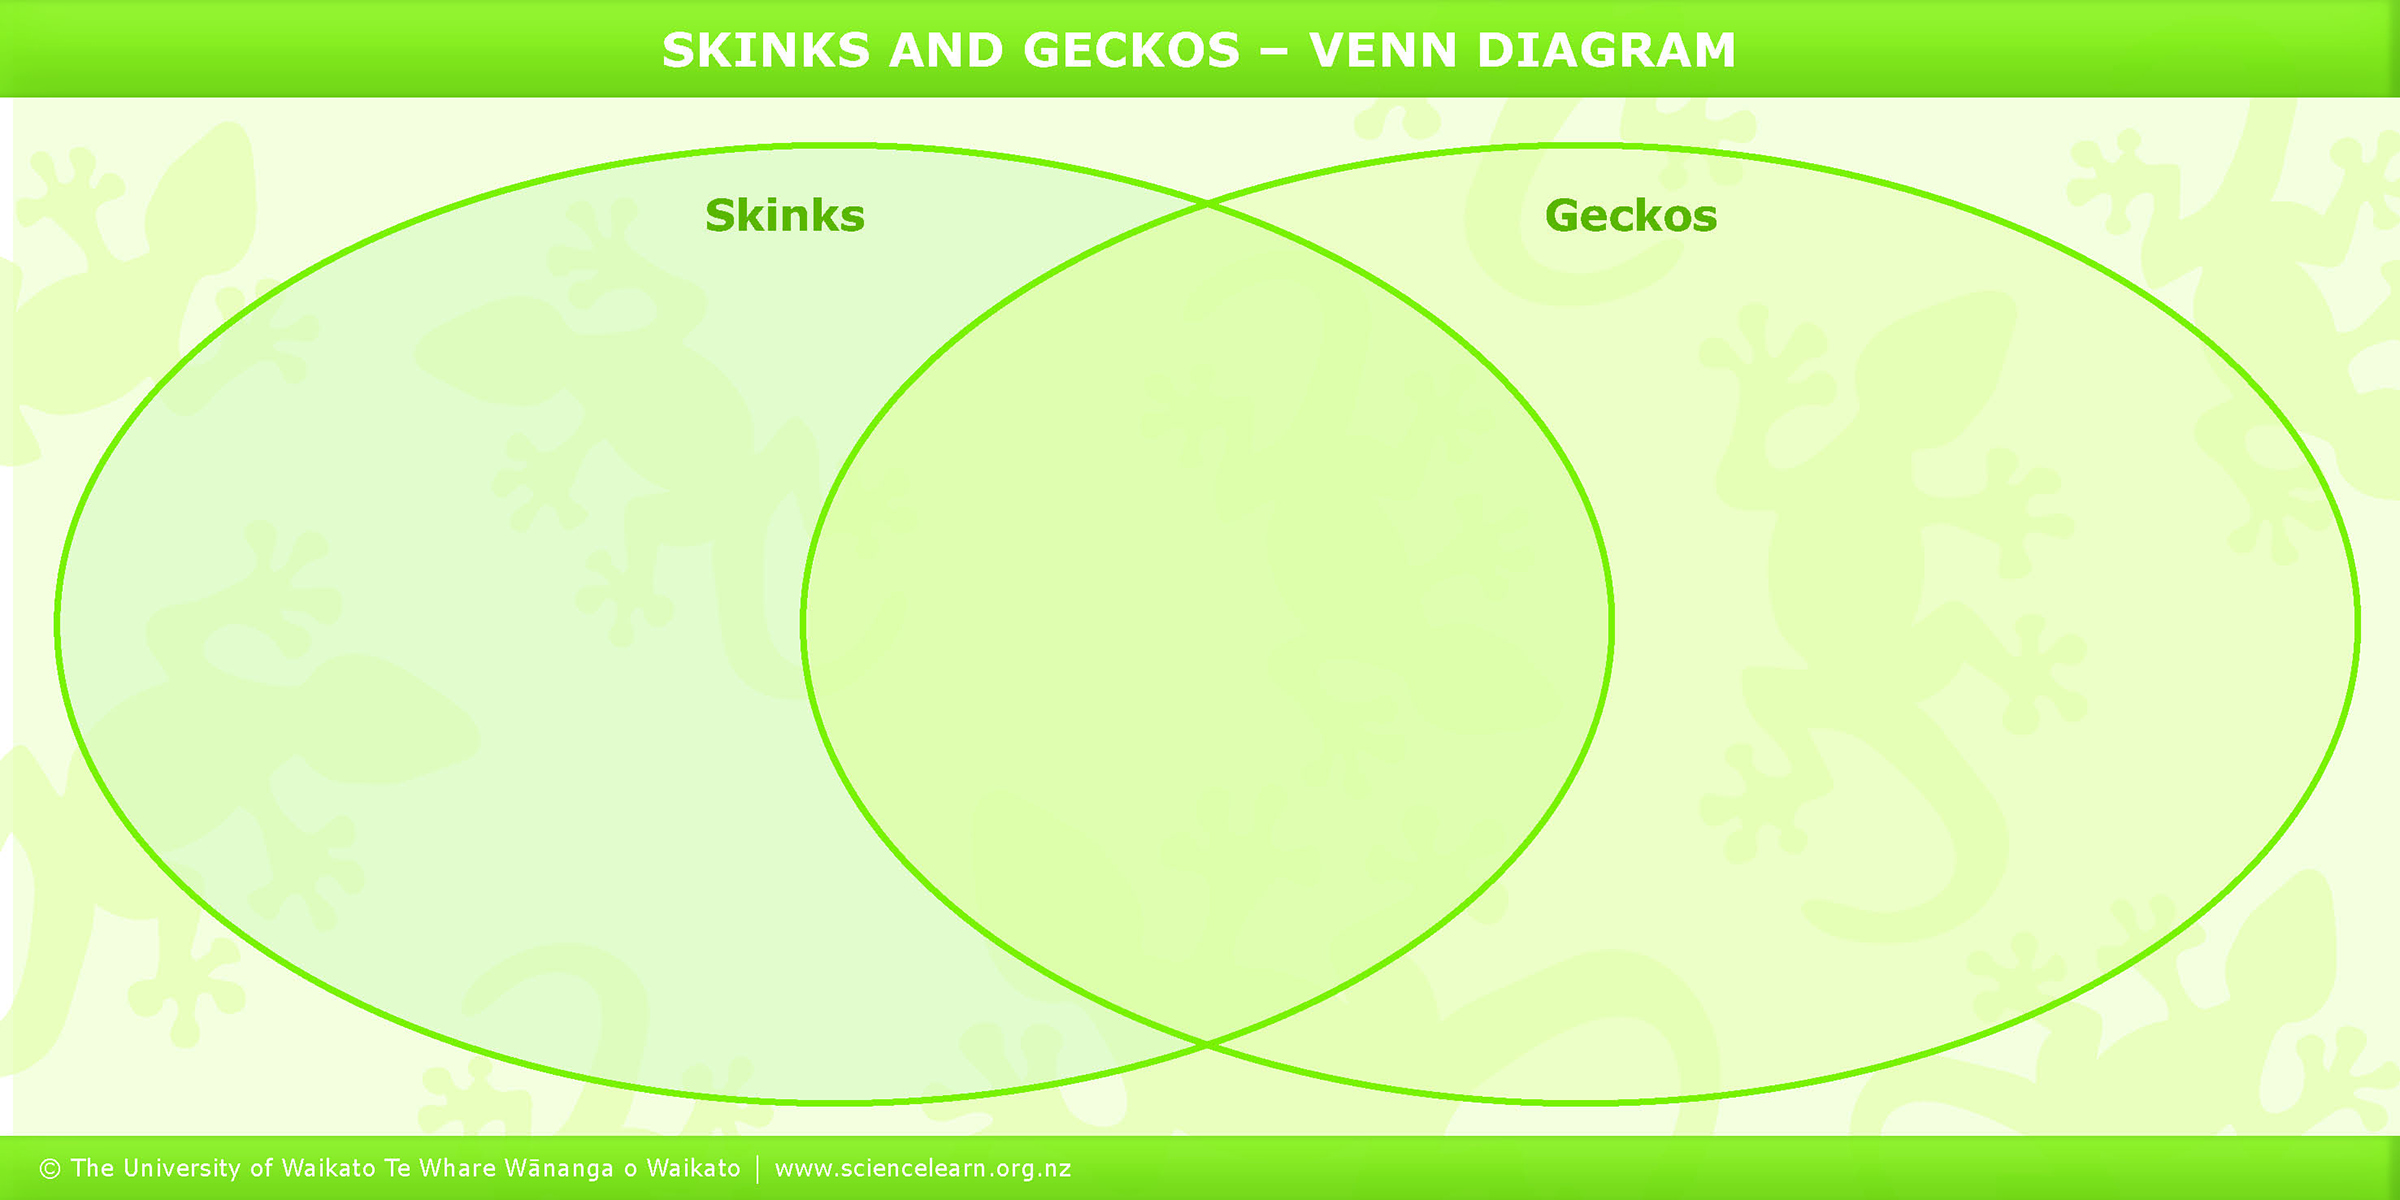 SKINKS AND GECKOS – VENN DIAGRAM
Skinks
Geckos
© The University of Waikato Te Whare Wānanga o Waikato | www.sciencelearn.org.nz